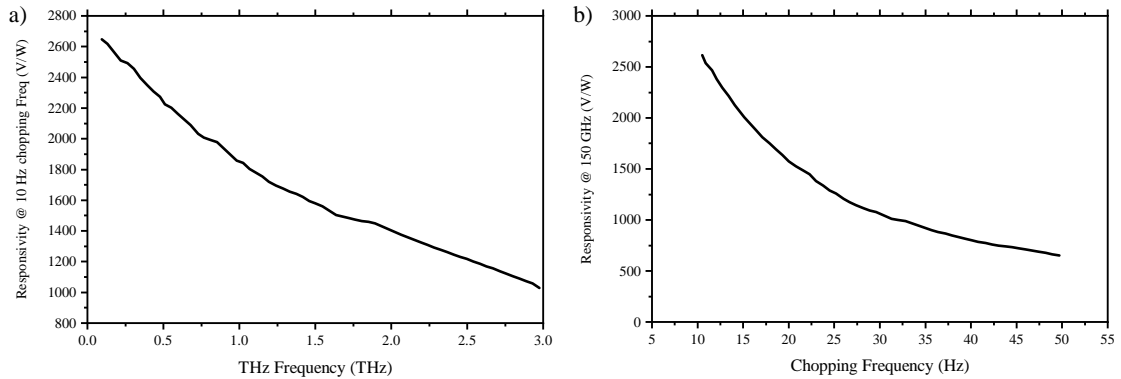 a)
Responsivity @ 10 Hz chopping Freq (V/W)
2800
2600
2400
2200
2000
1800
1600
1400
1200
1000
800
0.0 0.5 1.0 1.5 2.0 2.5 3.0
THz Frequency (THz)
b)
Responsivity @ 150 GHz (V/W)
3000
2500
2000
1500
1000
500
0
5 10 15 20 25 30 35 40 45 50 55
Chopping Frequency (Hz)